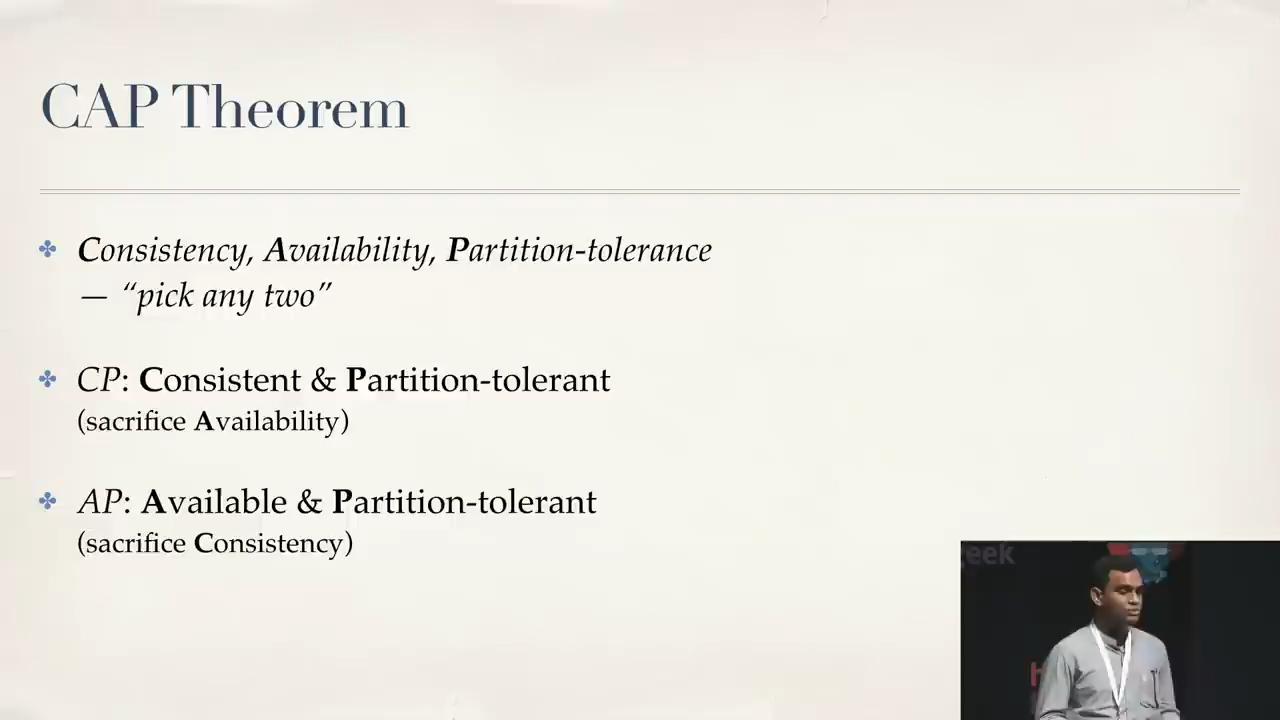 CAP Theorem
Consistency, Availability, Partition-tolerance
— “pick any two”
CP: Consistent & Partition-tolerant
(sacrifice Availability)
AP: Available & Partition-tolerant
(sacrifice Consistency)
geek